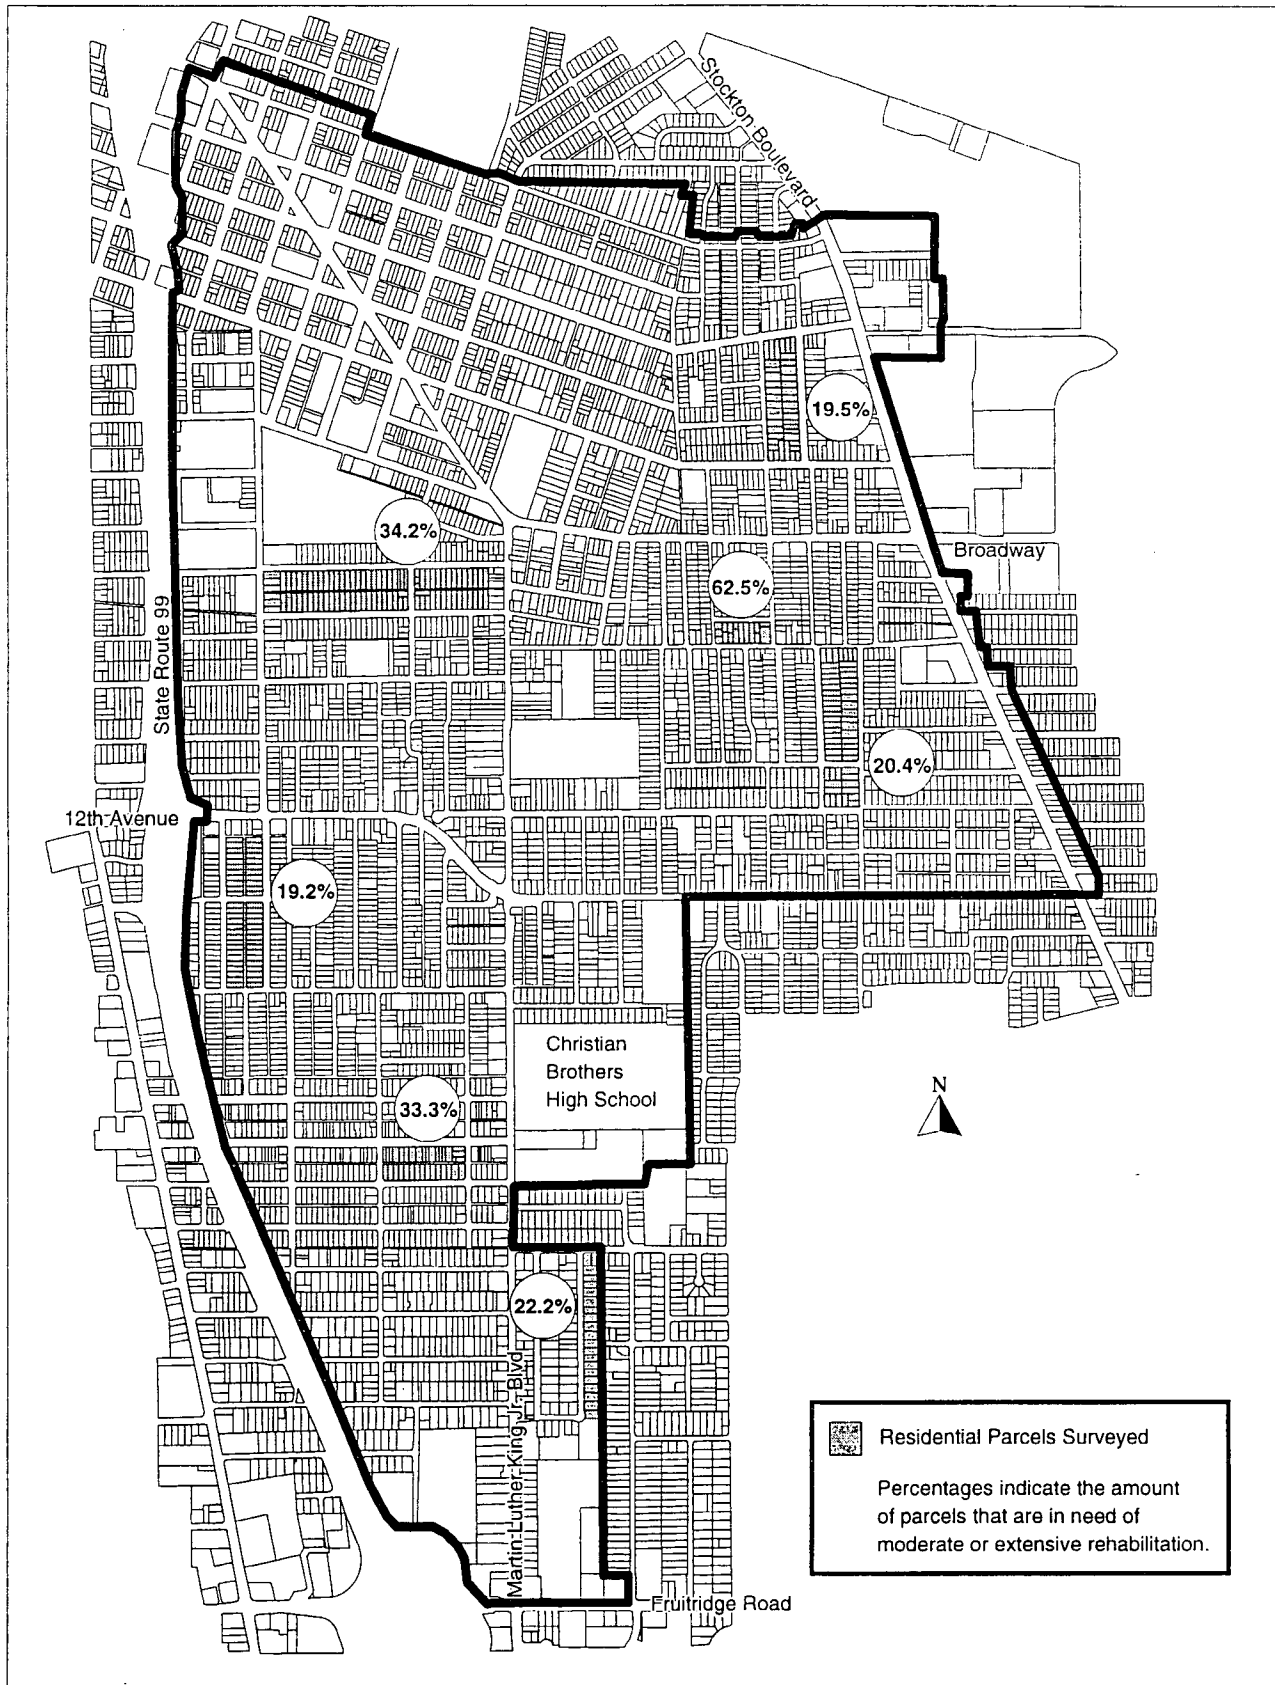 Stockton Boulevard
19.5%
34.2%
Broadway
62.5%
State Route 99
20.4%
12th Avenue
19.2%
Christian
Brothers
High School
N
33.3%
22.2%
Martin Luther King Jr. Blvd
Residential Parcels Surveyed
Percentages indicate the amount
of parcels that are in need of
moderate or extensive rehabilitation.
Fruitridge Road